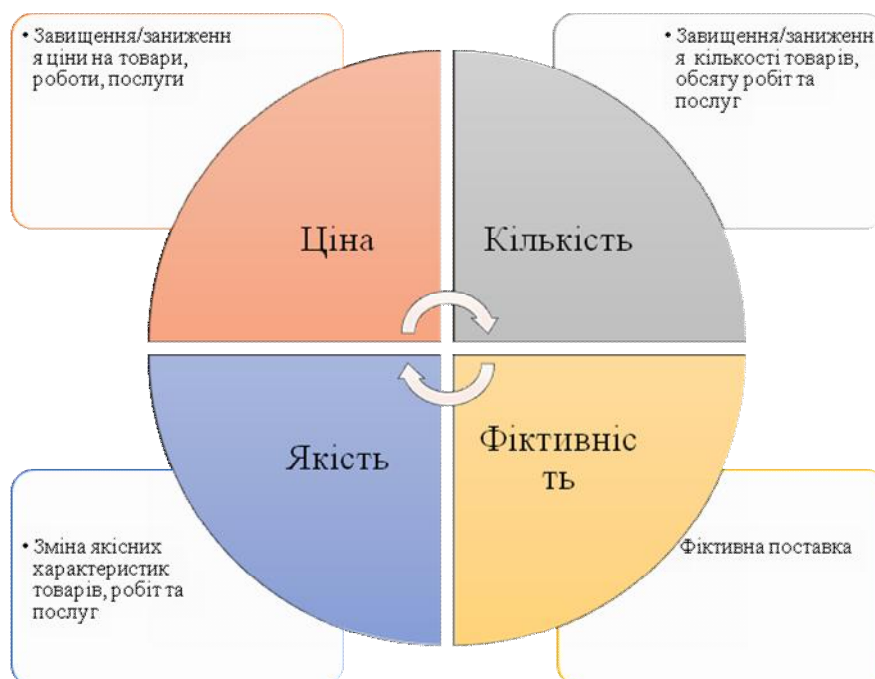 • Завищення/заниженн
я ціни на товари,
роботи, послуги
• Завищення/заниженн
я кількості товарів,
обсягу робіт та
послуг
Ціна
Кількість
Якість
Фіктивніс
ть
• Зміна якісних
характеристик
товарів, робіт та
послуг
Фіктивна поставка